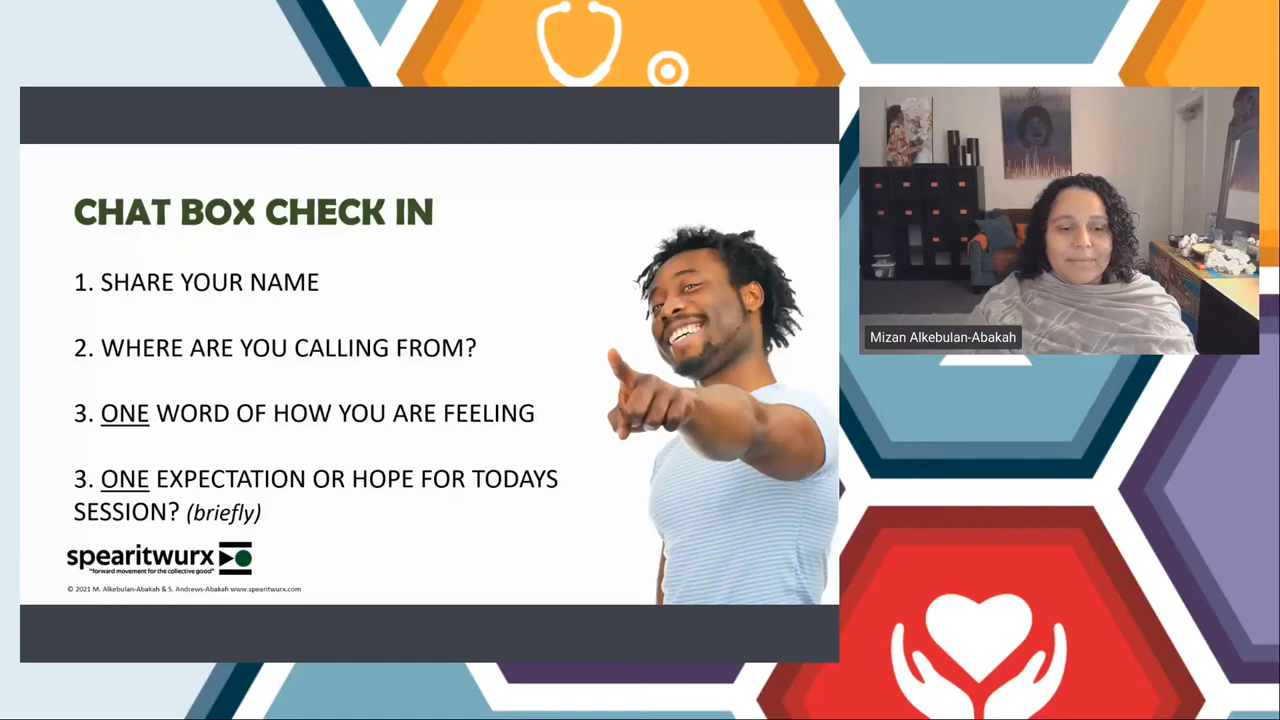 CHAT BOX CHECK IN
1. SHARE YOUR NAME
2. WHERE ARE YOU CALLING FROM?
3. ONE WORD OF HOW YOU ARE FEELING
3. ONE EXPECTATION OR HOPE FOR TODAYS
SESSION? (briefly)
spearitwurx
"forward movement for the collective good"
© 2021 M. Alkebulan-Abakah & S. Andrews-Abakah www.spearitwurx.com
Mizan Alkebulan-Abakah